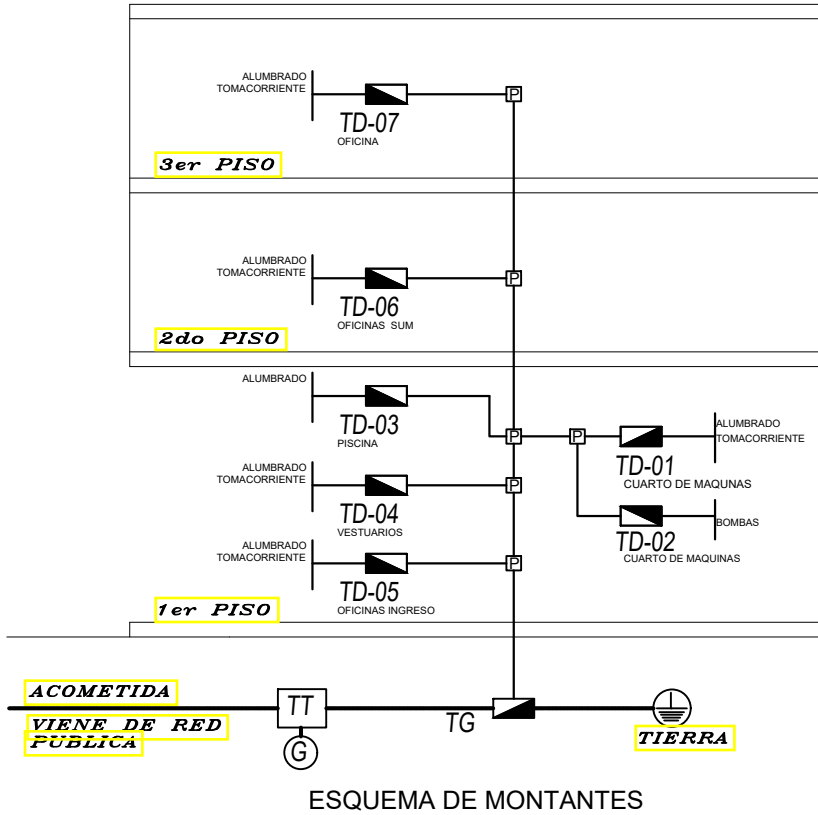 ALUMBRADO
TOMACORRIENTE
P
TD-07
OFICINA
3er PISO
ALUMBRADO
TOMACORRIENTE
P
TD-06
OFICINAS SUM
2do PISO
ALUMBRADO
TD-03
PISCINA
P
P
ALUMBRADO
TOMACORRIENTE
TD-01
CUARTO DE MAQUNAS
ALUMBRADO
TOMACORRIENTE
P
TD-04
VESTUARIOS
BOMBAS
TD-02
CUARTO DE MAQUINAS
ALUMBRADO
TOMACORRIENTE
P
TD-05
OFICINAS INGRESO
1er PISO
ACOMETIDA
VIENE DE RED
PUBLICA
TT
G
TG
TIERRA
ESQUEMA DE MONTANTES